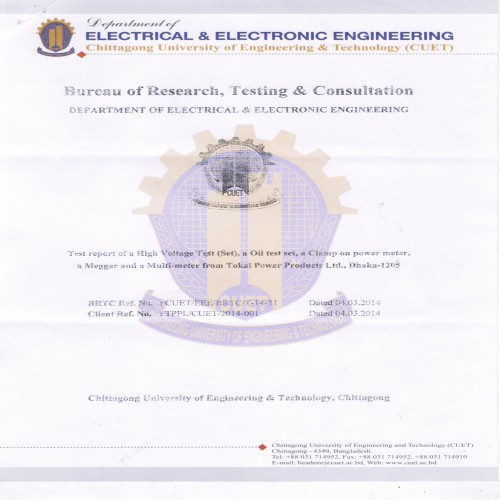 Department of
ELECTRICAL & ELECTRONIC ENGINEERING
Chittagong University of Engineering & Technology (CUET)
Bureau of Research, Testing & Consultation
DEPARTMENT OF ELECTRICAL & ELECTRONIC ENGINEERING
CUET
Test report of a High Voltage Test (Set), a Oil test set, a Clamp on power meter,
a Meggar and a Multi-meter from Tokai Power Products Ltd., Dhaka-1205
BRTC Ref. No. : CUET/EEE/BRTC/ Dated 04.03.2014
Client Ref. No. : TPPL/CUET/2014-001 Dated 04.03.2014
CHITTAGONG UNIVERSITY OF ENGINEERING & TECHNOLOGY
Chittagong University of Engineering & Technology, Chittagong
Chittagong University of Engineering and Technology (CUET)
Chittagong - 4349, Bangladesh.
Tel: +88 031 714952, Fax: +88 031 714952, +88 031 714910
E-mail: headeee@cuet.ac.bd, Web: www.cuet.ac.bd